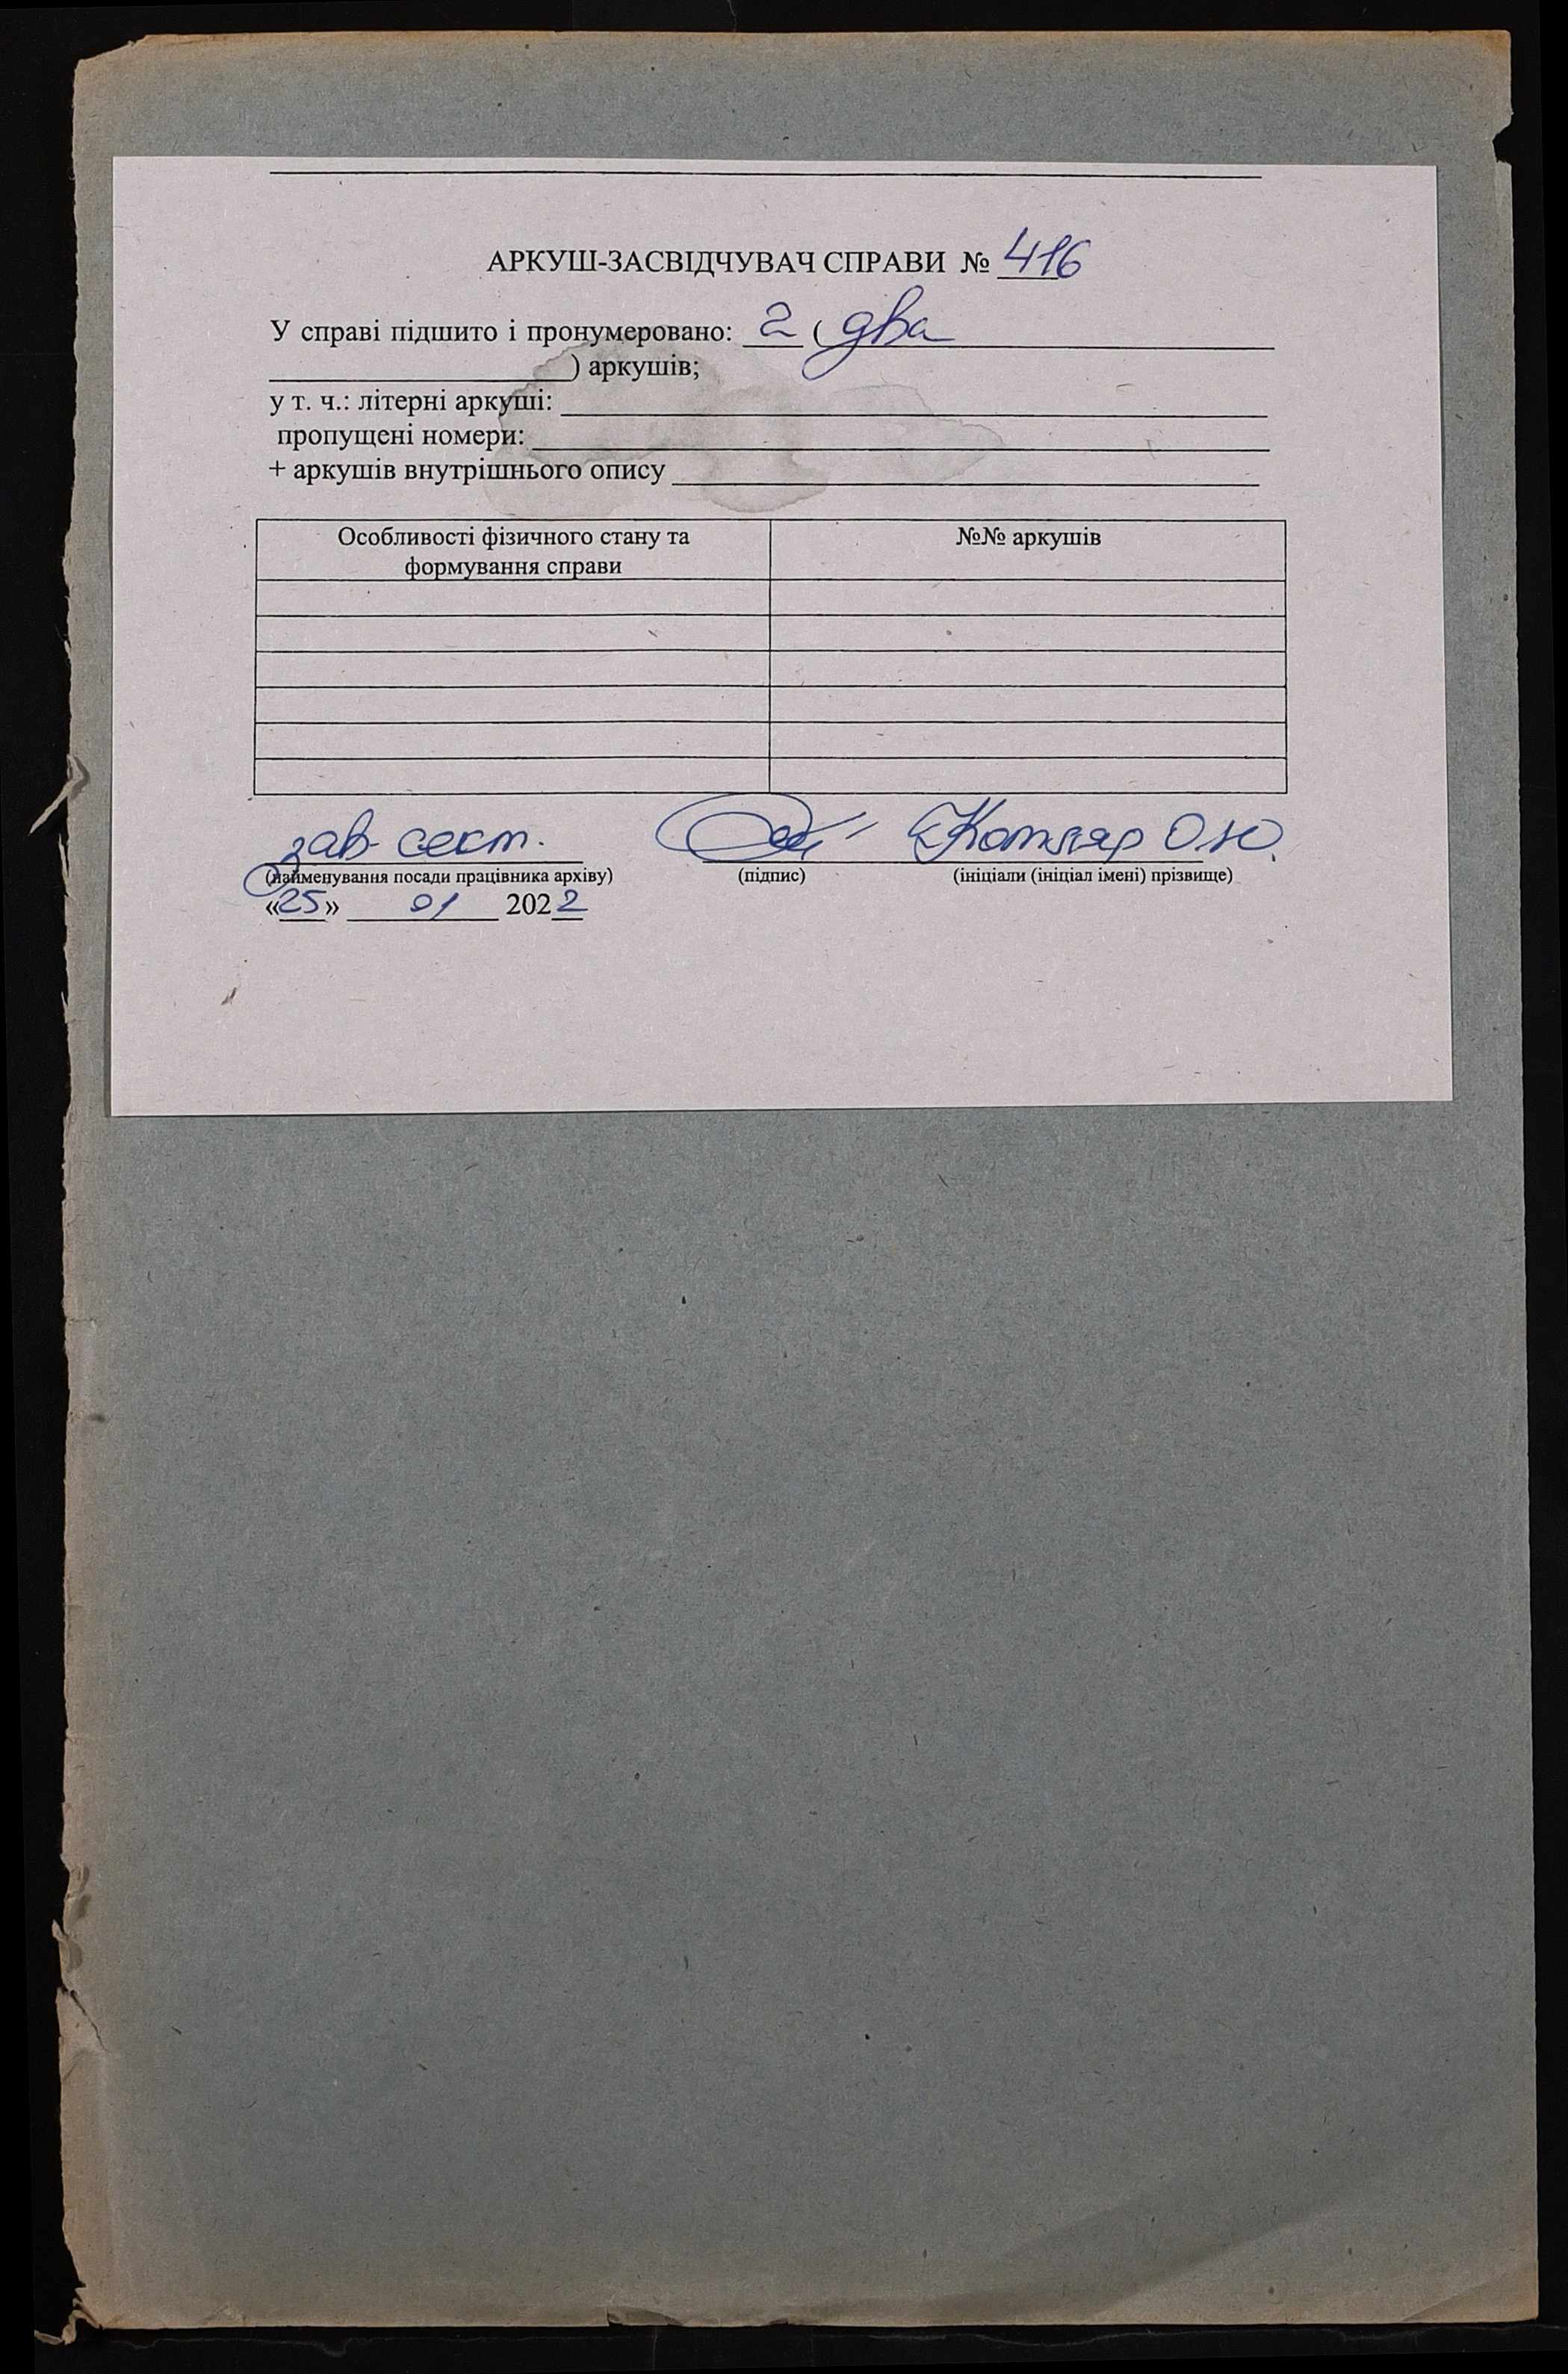 АРКУШ-ЗАСВІДЧУВАЧ СПРАВИ № 416
У справі підшито і пронумеровано: 2 ( два
) аркушів;
у т. ч.: літерні аркуші:
пропущені номери:
+ аркушів внутрішнього опису
Особливості фізичного стану та формування справи №№ аркушів
зав. сект. Котляр О.Ю.
(найменування посади працівника архіву) (підпис) (ініціали (ініціал імені) прізвище)
«25» 01 2022